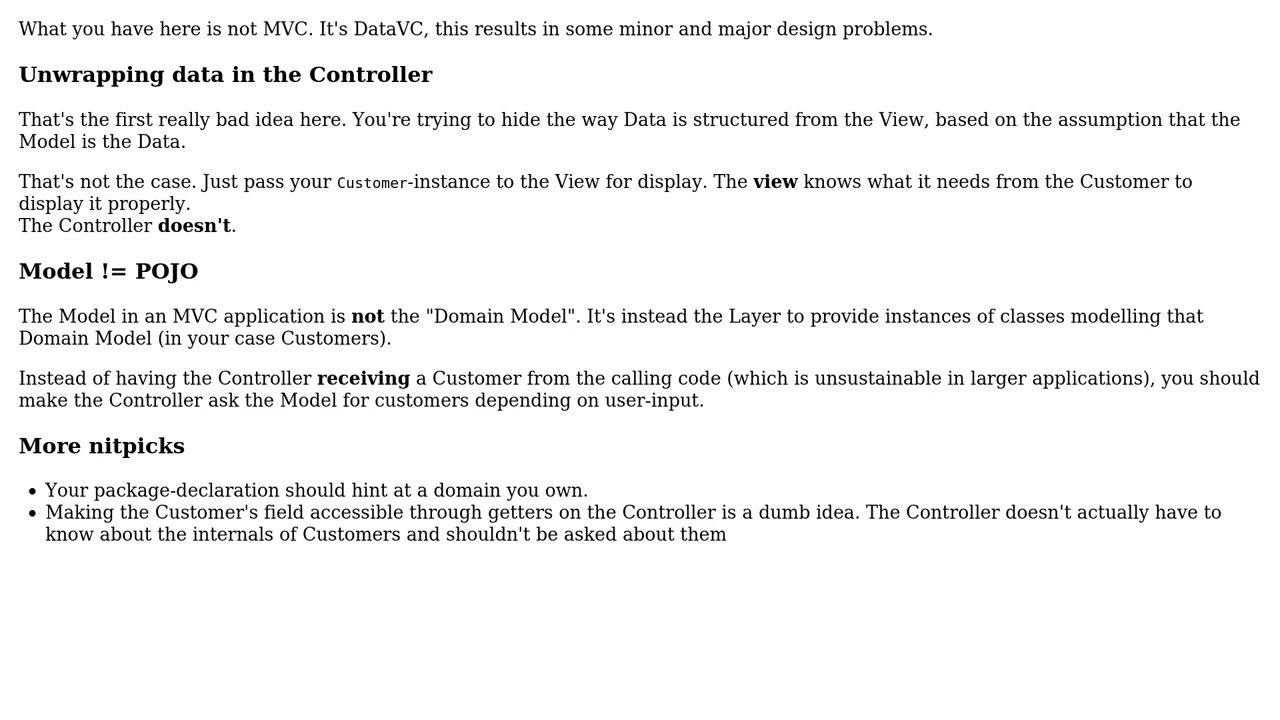 What you have here is not MVC. It's DataVC, this results in some minor and major design problems.
Unwrapping data in the Controller
That's the first really bad idea here. You're trying to hide the way Data is structured from the View, based on the assumption that the
Model is the Data.
That's not the case. Just pass your Customer-instance to the View for display. The view knows what it needs from the Customer to
display it properly.
The Controller doesn't.
Model != POJO
The Model in an MVC application is not the "Domain Model". It's instead the Layer to provide instances of classes modelling that
Domain Model (in your case Customers).
Instead of having the Controller receiving a Customer from the calling code (which is unsustainable in larger applications), you should
make the Controller ask the Model for customers depending on user-input.
More nitpicks
• Your package-declaration should hint at a domain you own.
• Making the Customer's field accessible through getters on the Controller is a dumb idea. The Controller doesn't actually have to
know about the internals of Customers and shouldn't be asked about them